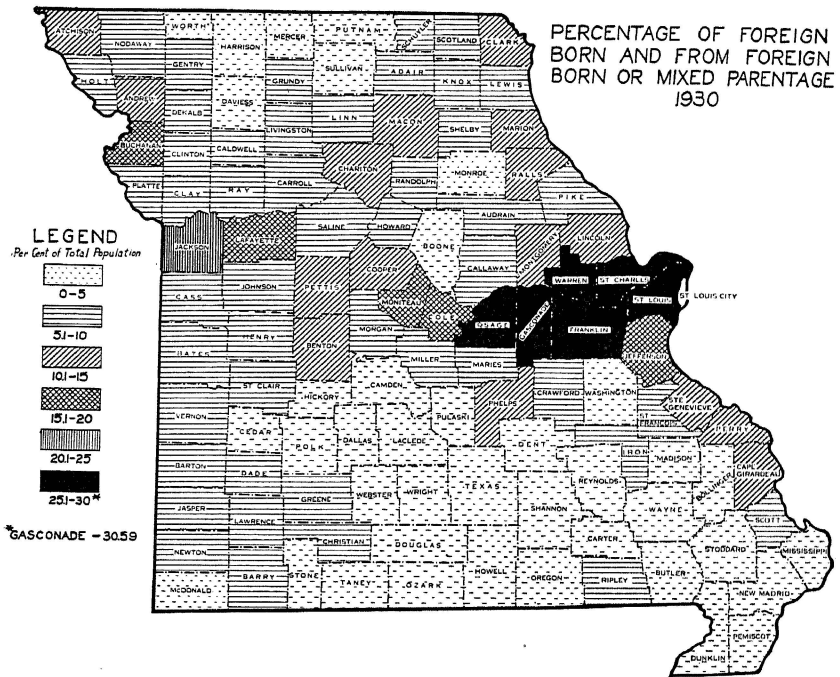 PERCENTAGE OF FOREIGN
BORN AND FROM FOREIGN
BORN OR MIXED PARENTAGE
1930
ATCHISON
NODAWAY
WORTH
HARRISON
MERCER
PUTNAM
SCHUYLER
SCOTLAND
CLARK
HOLT
GENTRY
ANDREW
DAVIESS
GRUNDY
SULLIVAN
ADAIR
KNOX
LEWIS
DEKALB
LIVINGSTON
LINN
MACON
SHELBY
MARION
BUCHANAN
CLINTON
CALDWELL
CHARITON
RANDOLPH
MONROE
RALLS
PLATTE
CLAY
RAY
CARROLL
PIKE
AUDRAIN
SALINE
HOWARD
BOONE
CALLAWAY
MONTGOMERY
LINCOLN
JACKSON
LAFAYETTE
COOPER
WARREN
ST CHARLES
ST LOUIS
ST LOUIS CITY
CASS
JOHNSON
PETTIS
MONITEAU
COLE
OSAGE
GASCONADE
FRANKLIN
JEFFERSON
BATES
HENRY
BENTON
MORGAN
MILLER
MARIES
ST CLAIR
HICKORY
CAMDEN
PULASKI
PHELPS
CRAWFORD
WASHINGTON
STE
GENEVIEVE
ST
FRANCOIS
PERRY
VERNON
CEDAR
POLK
DALLAS
LACLEDE
DENT
IRON
MADISON
BOLLINGER
CAPE
GIRARDEAU
BARTON
DADE
TEXAS
REYNOLDS
WAYNE
JASPER
GREENE
WEBSTER
WRIGHT
SHANNON
SCOTT
LAWRENCE
CHRISTIAN
DOUGLAS
CARTER
STODDARD
MISSISSIPPI
NEWTON
BARRY
STONE
TANEY
OZARK
HOWELL
OREGON
RIPLEY
BUTLER
NEW MADRID
MCDONALD
PEMISCOT
DUNKLIN
LEGEND
Per Cent of Total Population
0-5
5.1-10
10.1-15
15.1-20
20.1-25
25.1-30*
*GASCONADE - 30.59